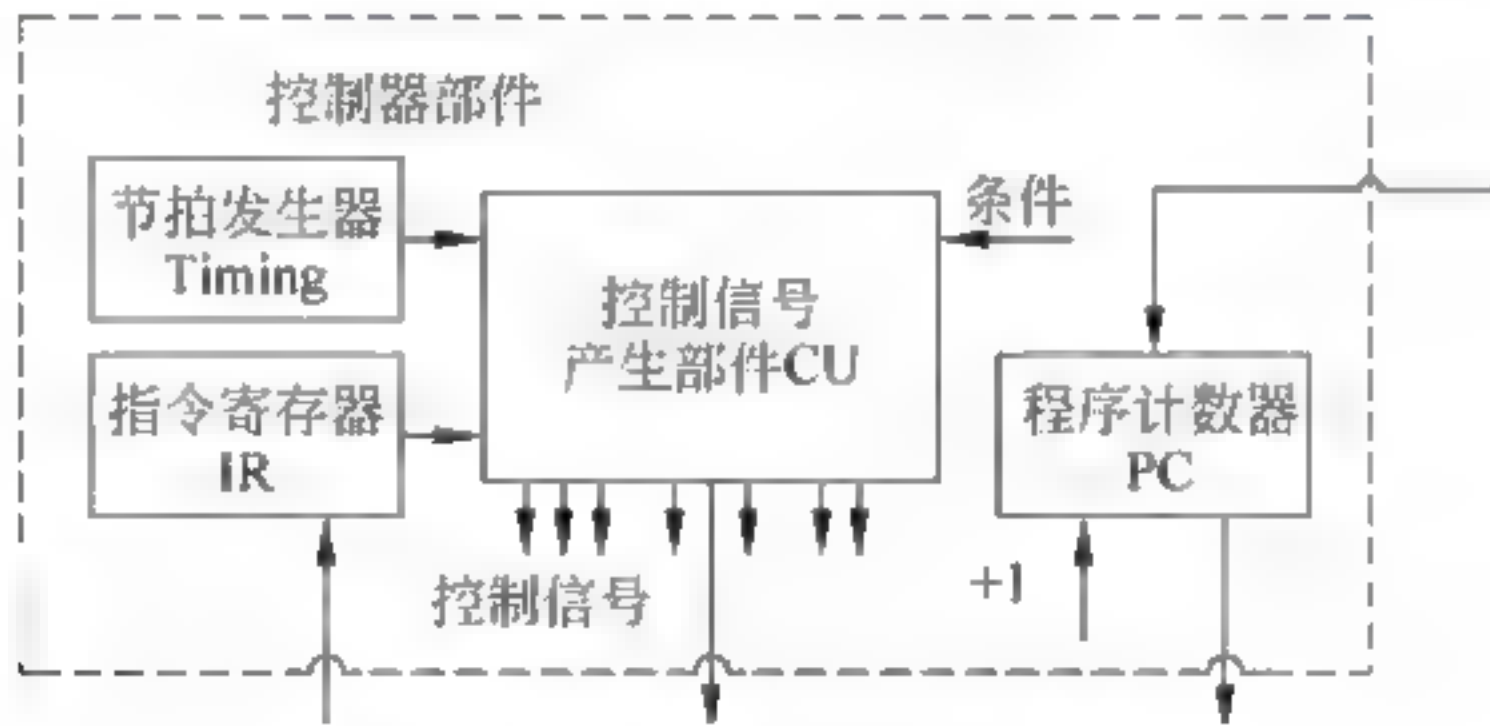 控制器部件
节拍发生器
Timing
条件
控制信号
产生部件CU
指令寄存器
IR
程序计数器
PC
控制信号
+1